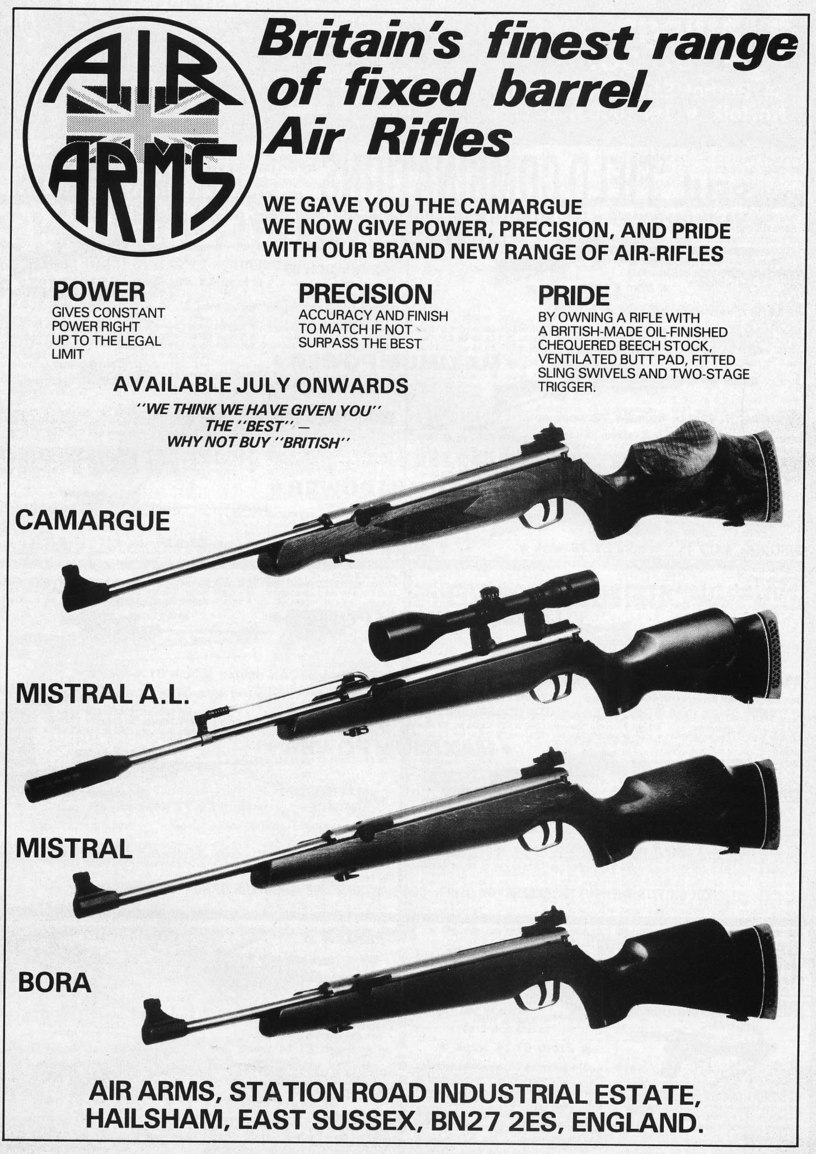 AIR
ARMS
Britain's finest range
of fixed barrel,
Air Rifles
WE GAVE YOU THE CAMARGUE
WE NOW GIVE POWER, PRECISION, AND PRIDE
WITH OUR BRAND NEW RANGE OF AIR-RIFLES
POWER
GIVES CONSTANT
POWER RIGHT
UP TO THE LEGAL
LIMIT
PRECISION
ACCURACY AND FINISH
TO MATCH IF NOT
SURPASS THE BEST
PRIDE
BY OWNING A RIFLE WITH
A BRITISH-MADE OIL-FINISHED
CHEQUERED BEECH STOCK,
VENTILATED BUTT PAD, FITTED
SLING SWIVELS AND TWO-STAGE
TRIGGER.
AVAILABLE JULY ONWARDS
"WE THINK WE HAVE GIVEN YOU"
THE "BEST" —
WHY NOT BUY "BRITISH"
CAMARGUE
MISTRAL A.L.
MISTRAL
BORA
AIR ARMS, STATION ROAD INDUSTRIAL ESTATE,
HAILSHAM, EAST SUSSEX, BN27 2ES, ENGLAND.